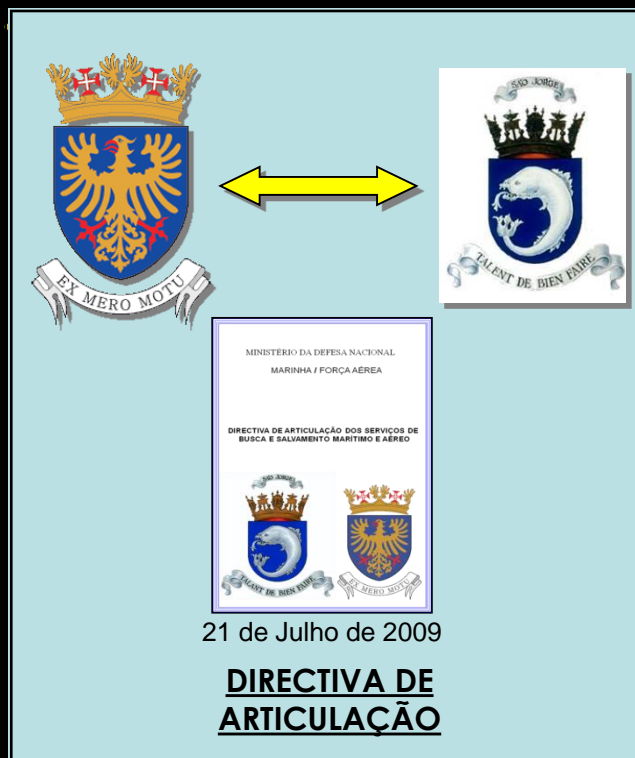 EX MERO MOTU
SÃO JORGE
TALENT DE BIEN FAIRE
MINISTÉRIO DA DEFESA NACIONAL
MARINHA / FORÇA AÉREA
DIRECTIVA DE ARTICULAÇÃO DOS SERVIÇOS DE
BUSCA E SALVAMENTO MARÍTIMO E AÉREO
SÃO JORGE
TALENT DE BIEN FAIRE
EX MERO MOTU
21 de Julho de 2009
DIRECTIVA DE
ARTICULAÇÃO